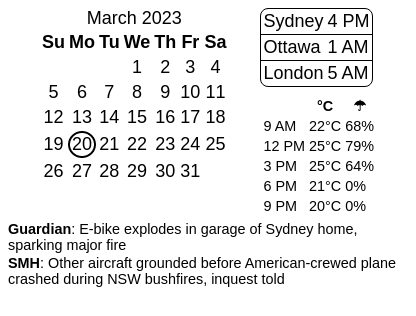 March 2023
Su Mo Tu We Th Fr Sa
1 2 3 4
5 6 7 8 9 10 11
12 13 14 15 16 17 18
19 20 21 22 23 24 25
26 27 28 29 30 31
Sydney 4 PM
Ottawa 1 AM
London 5 AM
°C ☂
9 AM 22°C 68%
12 PM 25°C 79%
3 PM 25°C 64%
6 PM 21°C 0%
9 PM 20°C 0%
Guardian: E-bike explodes in garage of Sydney home,
sparking major fire
SMH: Other aircraft grounded before American-crewed plane
crashed during NSW bushfires, inquest told